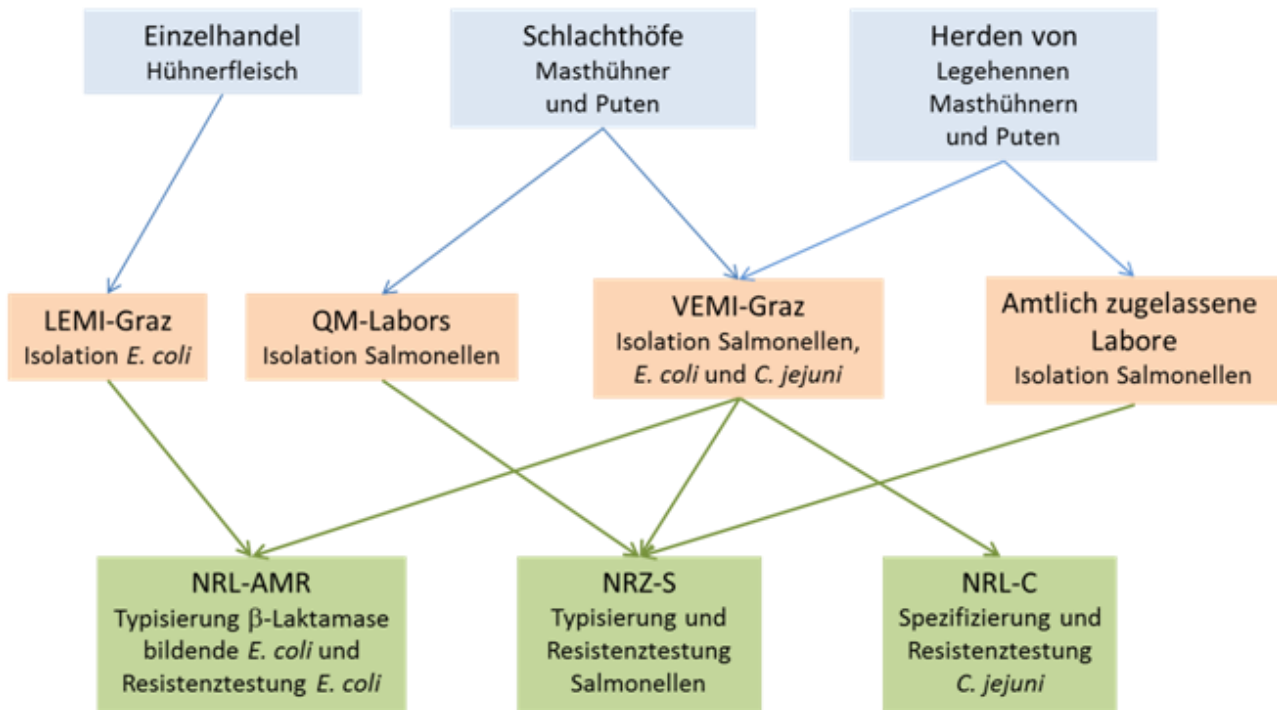 Einzelhandel
Hühnerfleisch
Schlachthöfe
Masthühner
und Puten
Herden von
Legehennen
Masthühnern
und Puten
LEMI-Graz
Isolation E. coli
QM-Labors
Isolation Salmonellen
VEMI-Graz
Isolation Salmonellen,
E. coli und C. jejuni
Amtlich zugelassene
Labore
Isolation Salmonellen
NRL-AMR
Typisierung β-Laktamase
bildende E. coli und
Resistenztestung E. coli
NRZ-S
Typisierung und
Resistenztestung
Salmonellen
NRL-C
Spezifizierung und
Resistenztestung
C. jejuni